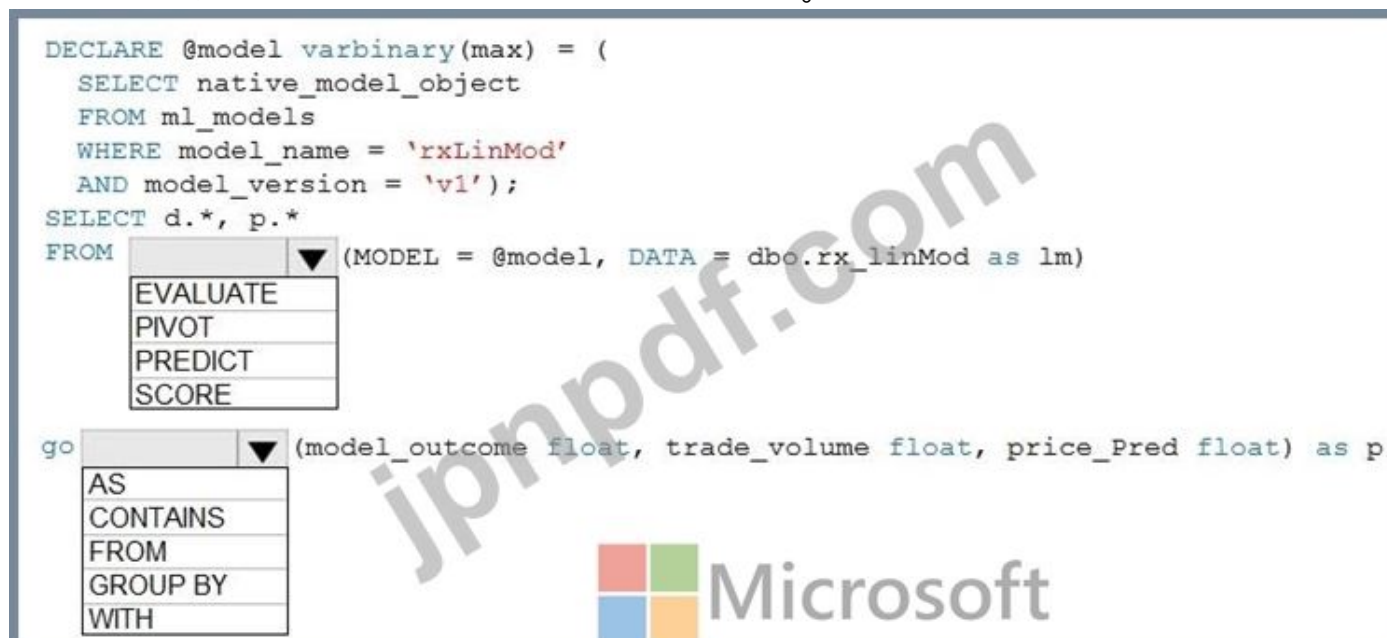 DECLARE @model varbinary(max) = (
SELECT native_model_object
FROM ml_models
WHERE model_name = ‘rxLinMod’
AND model_version = ‘v1’);
SELECT d.*, p.*
FROM ▼ (MODEL = @model, DATA = dbo.rx_linMod as lm)
EVALUATE
PIVOT
PREDICT
SCORE
go ▼ (model_outcome float, trade_volume float, price_Pred float) as p
AS
CONTAINS
FROM
GROUP BY
WITH
jpnpdf.com
Microsoft